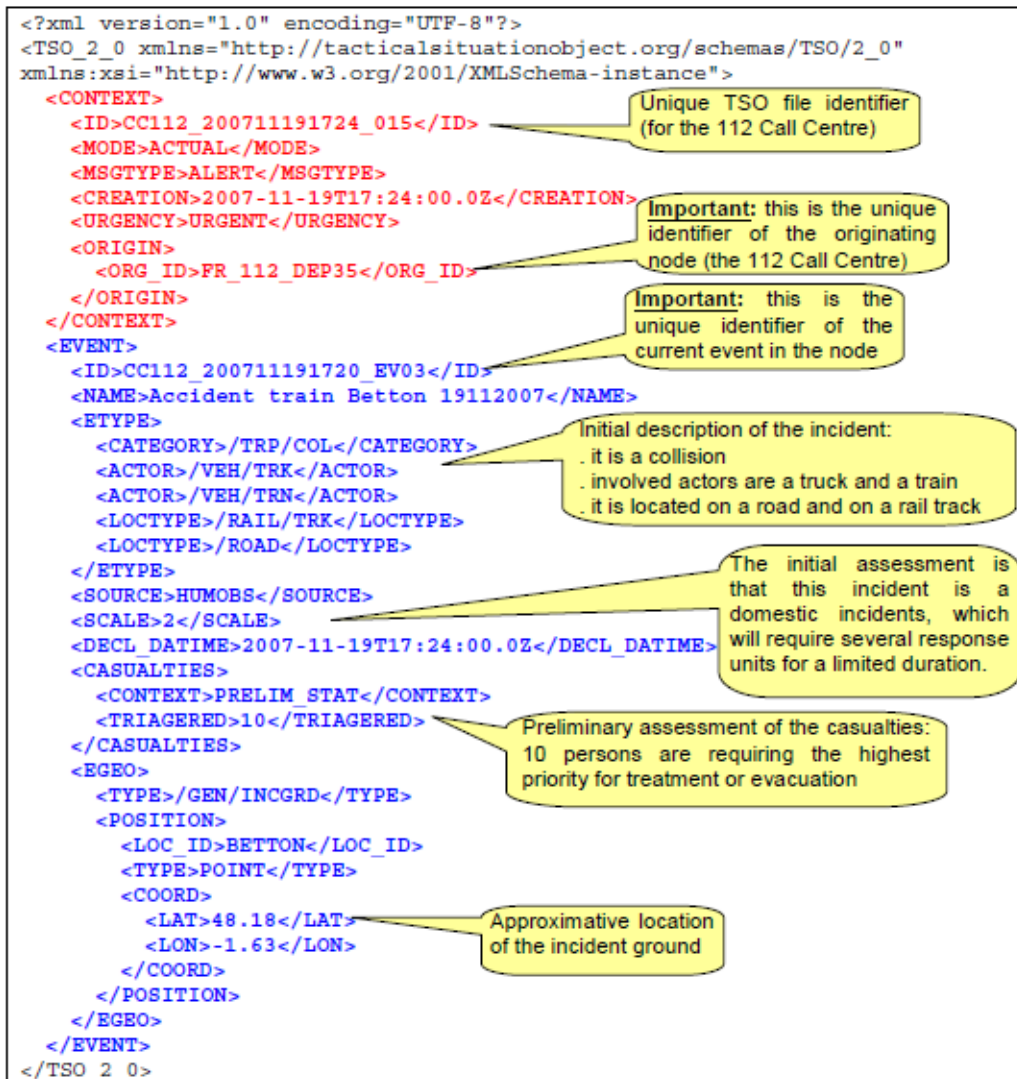 <?xml version="1.0" encoding="UTF-8"?>
<TSO_2_0 xmlns="http://tacticalsituationobject.org/schemas/TSO/2_0"
xmlns:xsi="http://www.w3.org/2001/XMLSchema-instance">
<CONTEXT>
<ID>CC112_200711191724_015</ID>
<MODE>ACTUAL</MODE>
<MSGTYPE>ALERT</MSGTYPE>
<CREATION>2007-11-19T17:24:00.0Z</CREATION>
<URGENCY>URGENT</URGENCY>
<ORIGIN>
<ORG_ID>FR_112_DEP35</ORG_ID>
</ORIGIN>
</CONTEXT>
<EVENT>
<ID>CC112_200711191720_EV03</ID>
<NAME>Accident train Betton 19112007</NAME>
<ETYPE>
<CATEGORY>/TRP/COL</CATEGORY>
<ACTOR>/VEH/TRK</ACTOR>
<ACTOR>/VEH/TRN</ACTOR>
<LOCTYPE>/RAIL/TRK</LOCTYPE>
<LOCTYPE>/ROAD</LOCTYPE>
</ETYPE>
<SOURCE>HUMOBS</SOURCE>
<SCALE>2</SCALE>
<DECL_DATIME>2007-11-19T17:24:00.0Z</DECL_DATIME>
<CASUALTIES>
<CONTEXT>PRELIM_STAT</CONTEXT>
<TRIAGERED>10</TRIAGERED>
</CASUALTIES>
<EGEO>
<TYPE>/GEN/INCGRD</TYPE>
<POSITION>
<LOC_ID>BETTON</LOC_ID>
<TYPE>POINT</TYPE>
<COORD>
<LAT>48.18</LAT>
<LON>-1.63</LON>
</COORD>
</POSITION>
</EGEO>
</EVENT>
</TSO_2_0>
Unique TSO file identifier
(for the 112 Call Centre)
Important: this is the unique
identifier of the originating
node (the 112 Call Centre)
Important: this is the
unique identifier of the
current event in the node
Initial description of the incident:
. it is a collision
. involved actors are a truck and a train
. it is located on a road and on a rail track
The initial assessment is
that this incident is a
domestic incidents, which
will require several response
units for a limited duration.
Preliminary assessment of the casualties:
10 persons are requiring the highest
priority for treatment or evacuation
Approximative location
of the incident ground